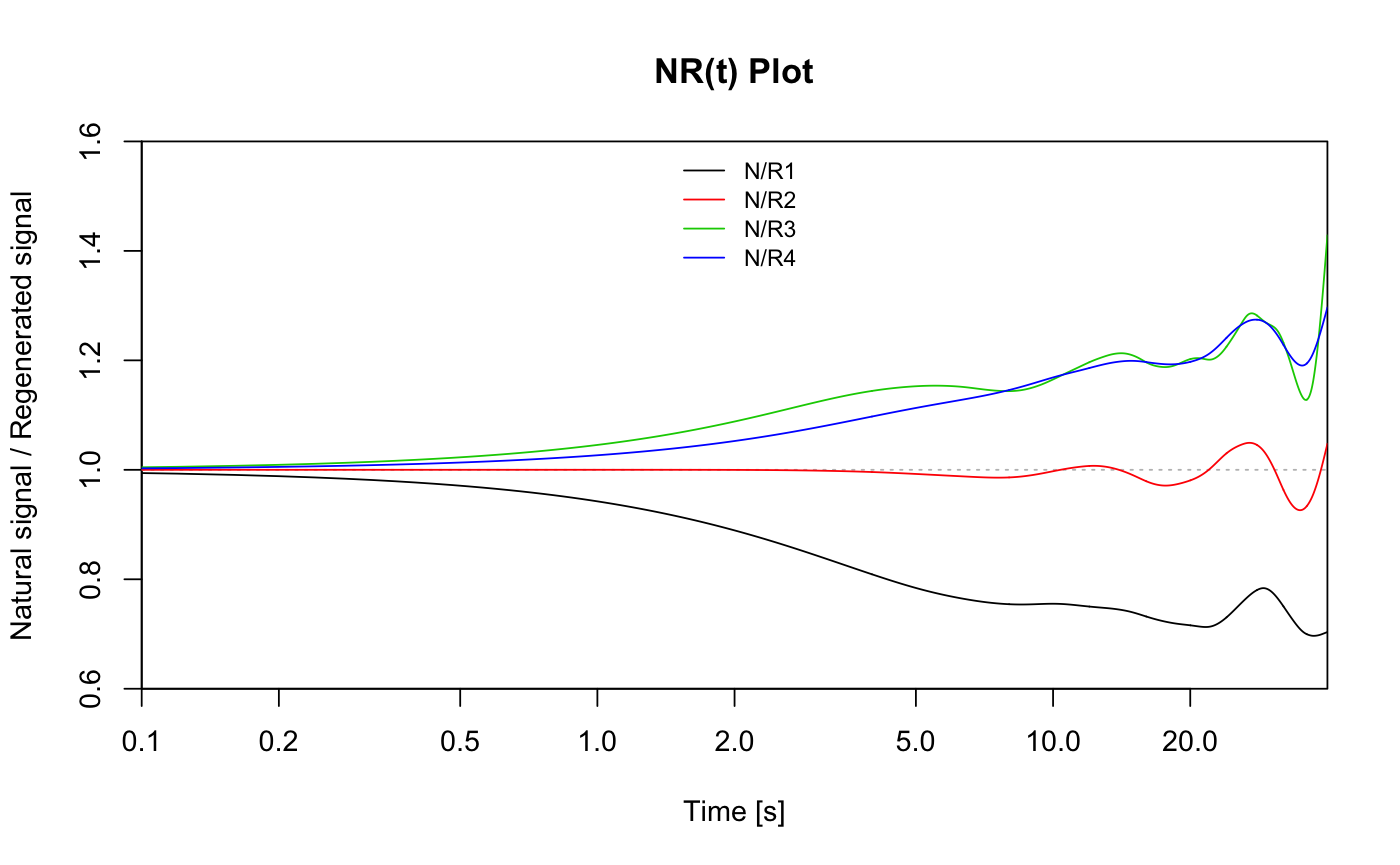 NR(t) Plot
Natural signal / Regenerated signal
1.6
1.4
1.2
1.0
0.8
0.6
N/R1
N/R2
N/R3
N/R4
0.1 0.2 0.5 1.0 2.0 5.0 10.0 20.0
Time [s]